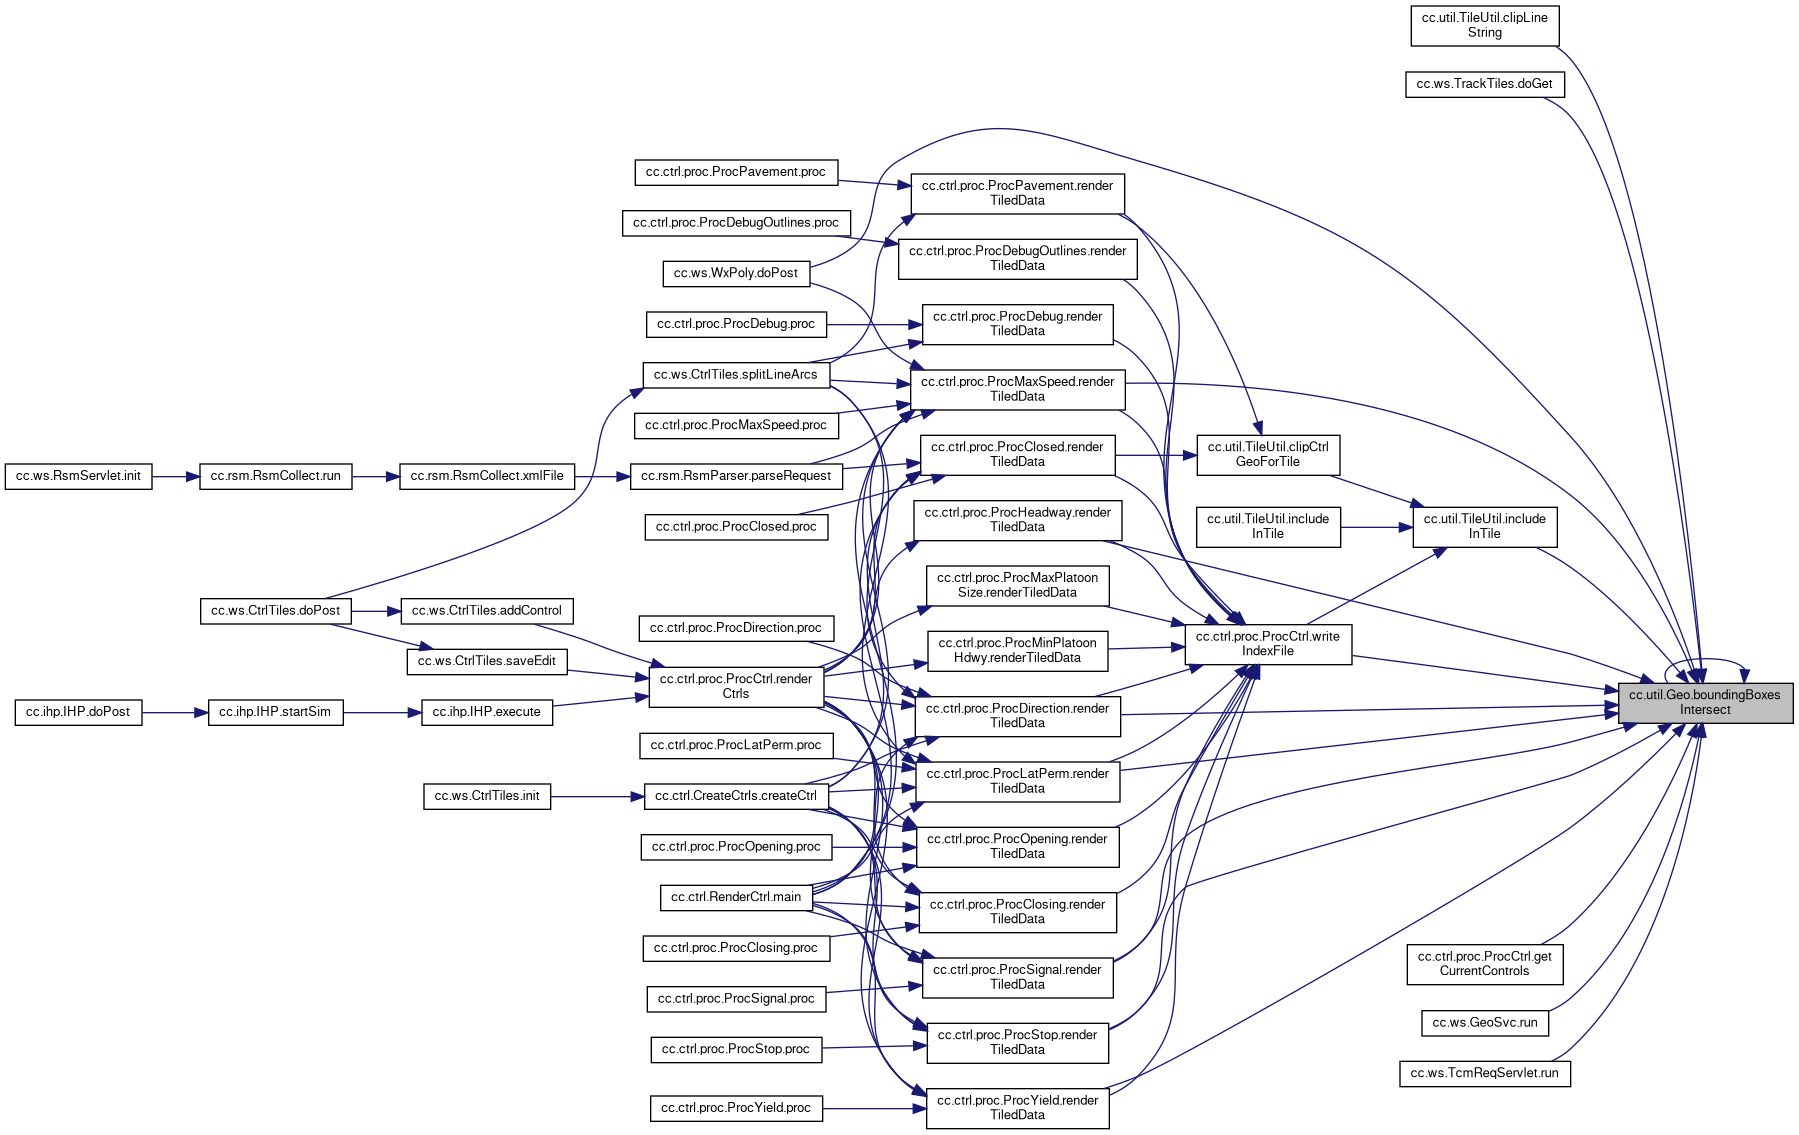 cc.util.TileUtil.clipLine
String
cc.ws.TrackTiles.doGet
cc.ctrl.proc.ProcPavement.proc
cc.ctrl.proc.ProcPavement.render
TiledData
cc.ctrl.proc.ProcDebugOutlines.proc
cc.ctrl.proc.ProcDebugOutlines.render
TiledData
cc.ws.WxPoly.doPost
cc.ctrl.proc.ProcDebug.proc
cc.ctrl.proc.ProcDebug.render
TiledData
cc.ws.CtrlTiles.splitLineArcs
cc.ctrl.proc.ProcMaxSpeed.render
TiledData
cc.ctrl.proc.ProcMaxSpeed.proc
cc.ctrl.proc.ProcClosed.render
TiledData
cc.util.TileUtil.clipCtrl
GeoForTile
cc.ws.RsmServlet.init
cc.rsm.RsmCollect.run
cc.rsm.RsmCollect.xmlFile
cc.rsm.RsmParser.parseRequest
cc.ctrl.proc.ProcClosed.proc
cc.ctrl.proc.ProcHeadway.render
TiledData
cc.util.TileUtil.include
InTile
cc.util.TileUtil.include
InTile
cc.ctrl.proc.ProcMaxPlatoon
Size.renderTiledData
cc.ws.CtrlTiles.doPost
cc.ws.CtrlTiles.addControl
cc.ctrl.proc.ProcDirection.proc
cc.ctrl.proc.ProcMinPlatoon
Hdwy.renderTiledData
cc.ctrl.proc.ProcCtrl.write
IndexFile
cc.ws.CtrlTiles.saveEdit
cc.ctrl.proc.ProcCtrl.render
Ctrls
cc.util.Geo.boundingBoxes
Intersect
cc.ihp.IHP.doPost
cc.ihp.IHP.startSim
cc.ihp.IHP.execute
cc.ctrl.proc.ProcDirection.render
TiledData
cc.ctrl.proc.ProcLatPerm.proc
cc.ctrl.proc.ProcLatPerm.render
TiledData
cc.ws.CtrlTiles.init
cc.ctrl.CreateCtrls.createCtrl
cc.ctrl.proc.ProcOpening.proc
cc.ctrl.proc.ProcOpening.render
TiledData
cc.ctrl.RenderCtrl.main
cc.ctrl.proc.ProcClosing.render
TiledData
cc.ctrl.proc.ProcClosing.proc
cc.ctrl.proc.ProcSignal.render
TiledData
cc.ctrl.proc.ProcCtrl.get
CurrentControls
cc.ctrl.proc.ProcSignal.proc
cc.ws.GeoSvc.run
cc.ctrl.proc.ProcStop.proc
cc.ctrl.proc.ProcStop.render
TiledData
cc.ws.TcmReqServlet.run
cc.ctrl.proc.ProcYield.proc
cc.ctrl.proc.ProcYield.render
TiledData